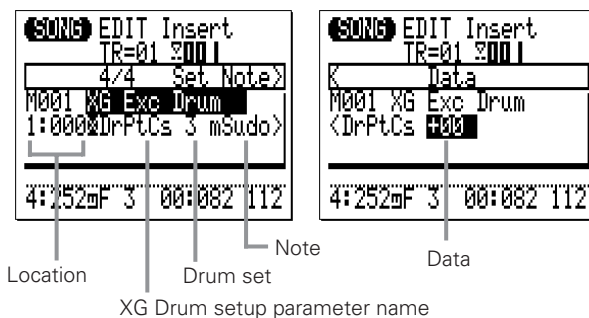 SONG EDIT Insert
TR=01 001
4/4 Set Note>
M001 XG Exc Drum
1:000 DrPtCs 3 mSudo>
4:252 F 3 00:082 112
SONG EDIT Insert
TR=01 001
< Data
M001 XG Exc Drum
<DrPtCs +00
4:252 F 3 00:082 112
Location
Note
Drum set
XG Drum setup parameter name
Data